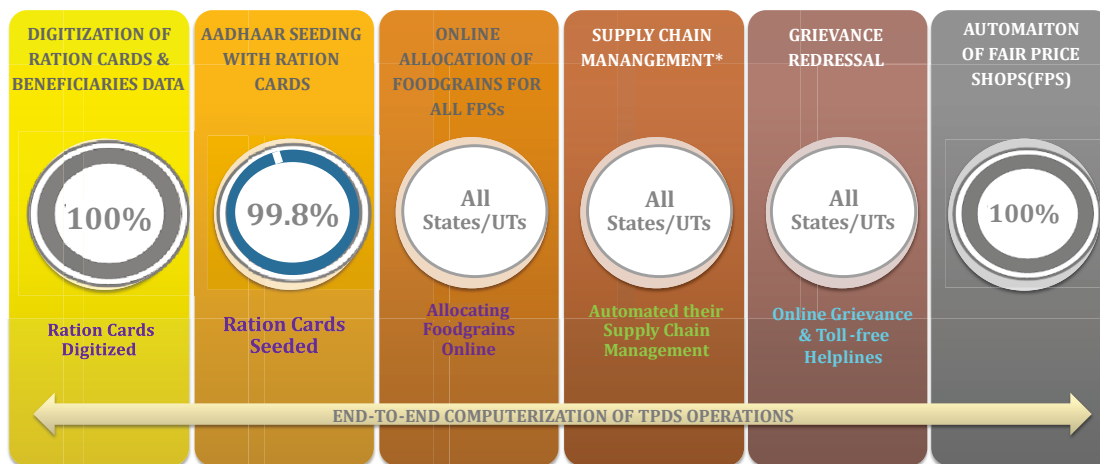 DIGITIZATION OF
RATION CARDS &
BENEFICIARIES DATA
100%
Ration Cards
Digitized
AADHAAR SEEDING
WITH RATION
CARDS
99.8%
Ration Cards
Seeded
ONLINE
ALLOCATION OF
FOODGRAINS FOR
ALL FPSs
All
States/UTs
Allocating
Foodgrains
Online
SUPPLY CHAIN
MANANGEMENT*
All
States/UTs
Automated their
Supply Chain
Management
GRIEVANCE
REDRESSAL
All
States/UTs
Online Grievance
& Toll-free
Helplines
AUTOMAITON
OF FAIR PRICE
SHOPS(FPS)
100%
END-TO-END COMPUTERIZATION OF TPDS OPERATIONS